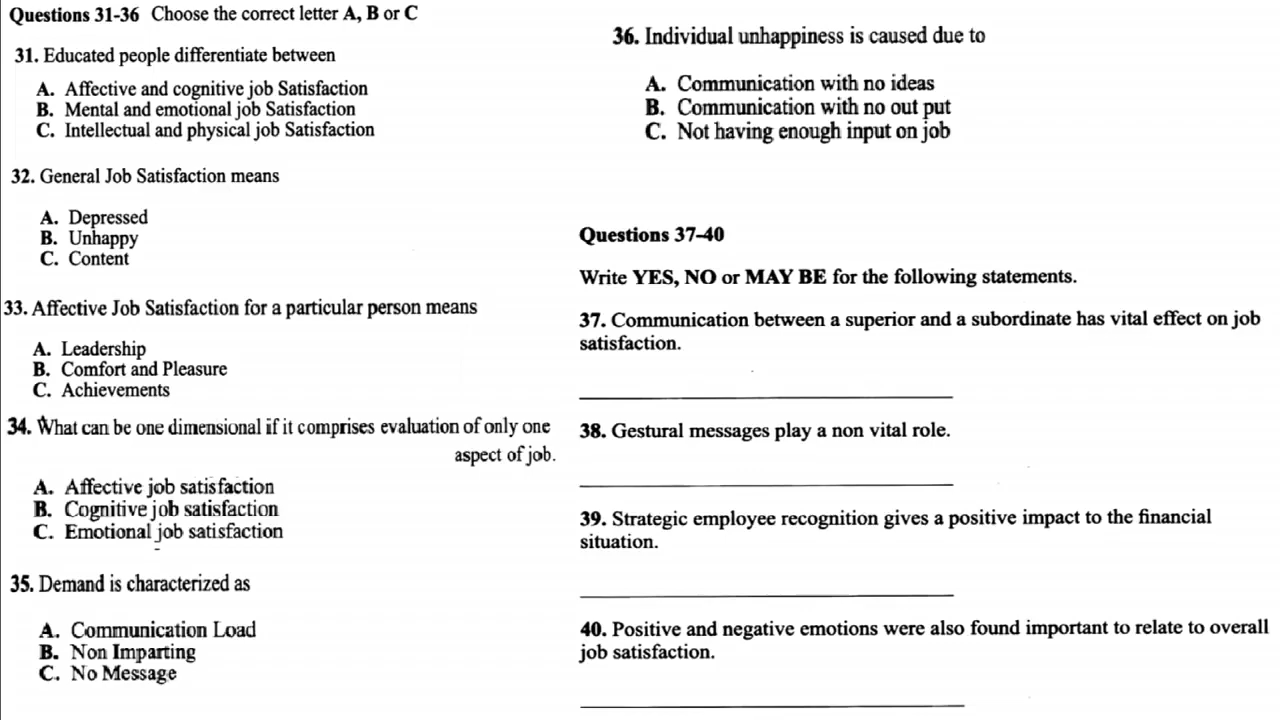 Questions 31-36 Choose the correct letter A, B or C
31. Educated people differentiate between
A. Affective and cognitive job Satisfaction
B. Mental and emotional job Satisfaction
C. Intellectual and physical job Satisfaction
32. General Job Satisfaction means
A. Depressed
B. Unhappy
C. Content
33. Affective Job Satisfaction for a particular person means
A. Leadership
B. Comfort and Pleasure
C. Achievements
34. What can be one dimensional if it comprises evaluation of only one
aspect of job.
A. Affective job satisfaction
B. Cognitive job satisfaction
C. Emotional job satisfaction
35. Demand is characterized as
A. Communication Load
B. Non Imparting
C. No Message
36. Individual unhappiness is caused due to
A. Communication with no ideas
B. Communication with no out put
C. Not having enough input on job
Questions 37-40
Write YES, NO or MAY BE for the following statements.
37. Communication between a superior and a subordinate has vital effect on job
satisfaction.
38. Gestural messages play a non vital role.
39. Strategic employee recognition gives a positive impact to the financial
situation.
40. Positive and negative emotions were also found important to relate to overall
job satisfaction.